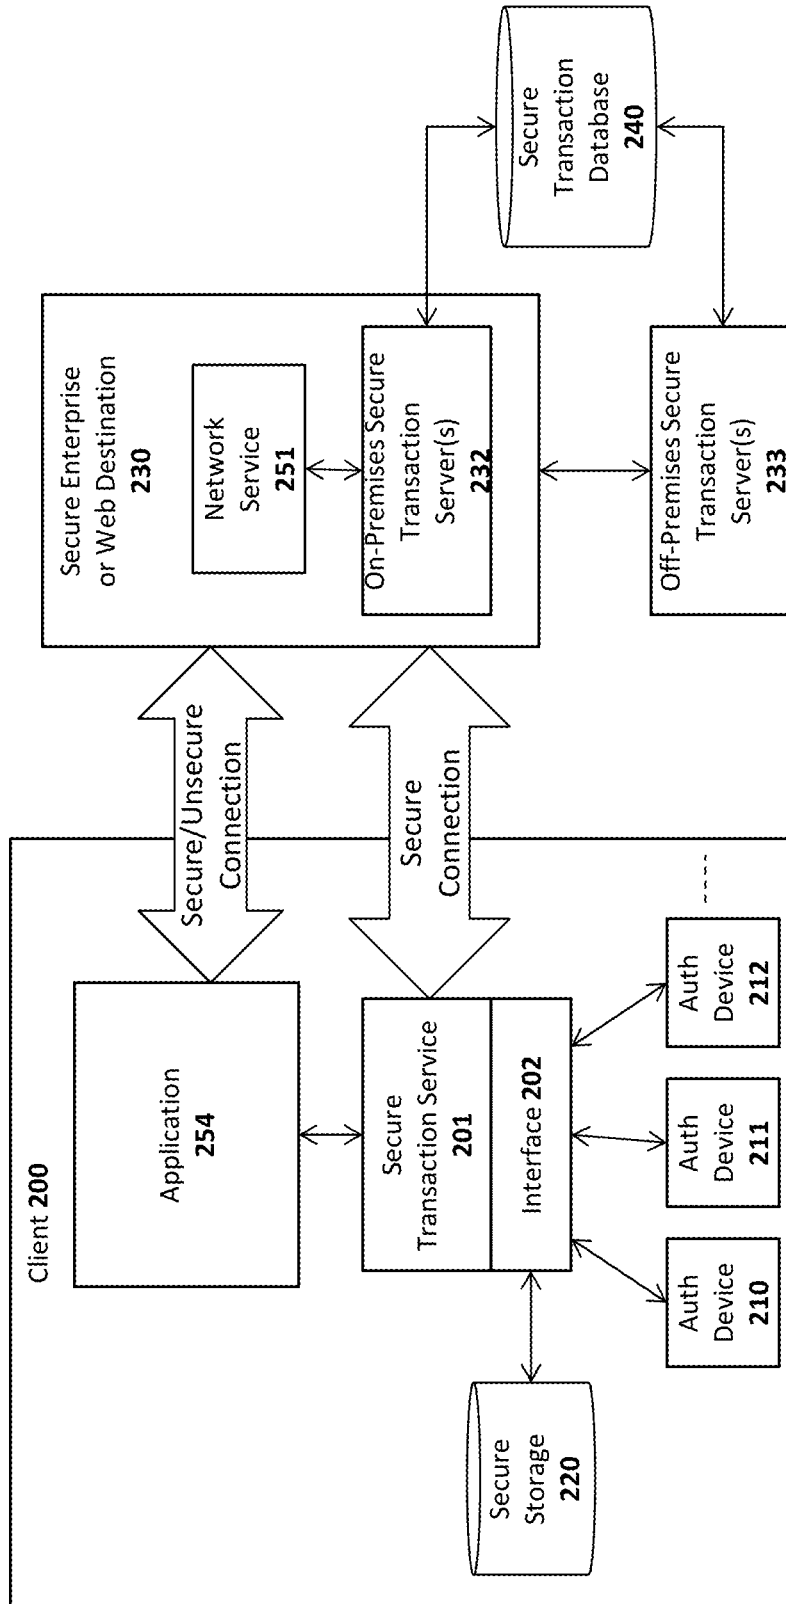 Client 200
Application
254
Secure
Transaction Service
201
Interface 202
Secure
Storage
220
Auth
Device
210
Auth
Device
211
Auth
Device
212
Secure/Unsecure
Connection
Secure
Connection
Secure Enterprise
or Web Destination
230
Network
Service
251
On-Premises Secure
Transaction
Server(s)
232
Off-Premises Secure
Transaction
Server(s)
233
Secure
Transaction
Database
240